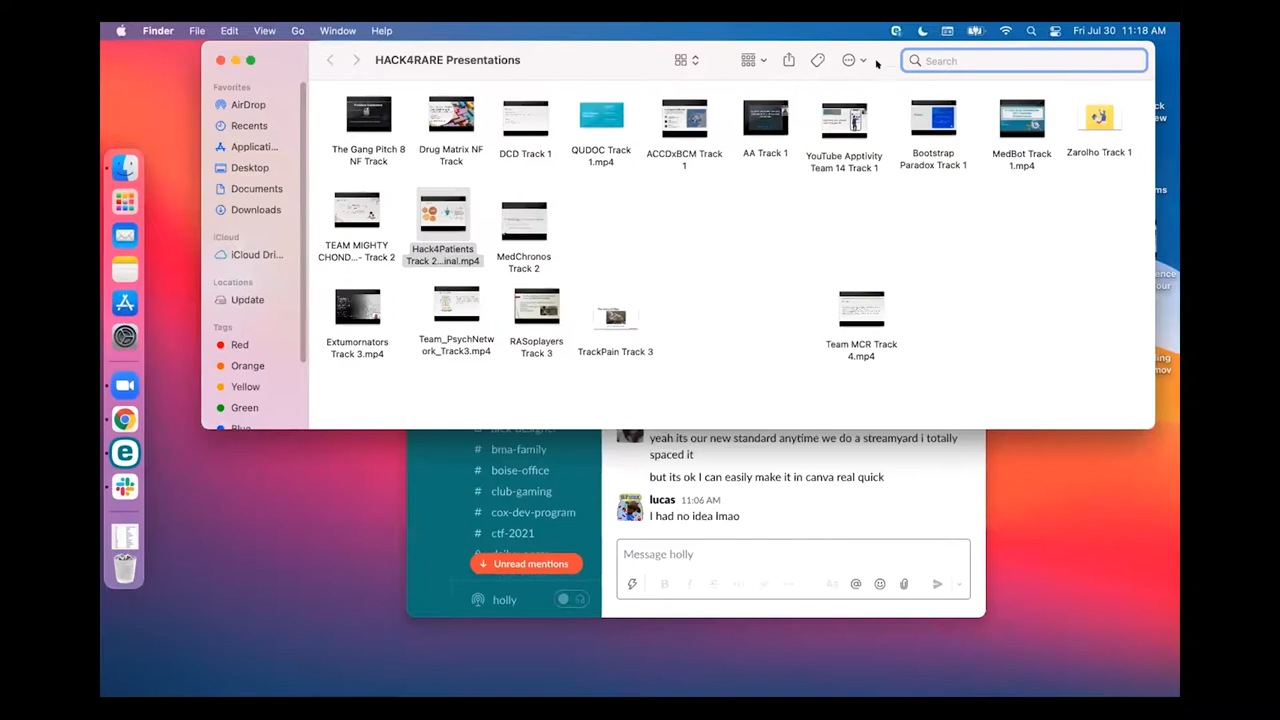 Finder File Edit View Go Window Help
Fri Jul 30 11:18 AM
HACK4RARE Presentations
Search
Favorites
AirDrop
Recents
Applicati...
Desktop
Documents
Downloads
iCloud
iCloud Dri...
Locations
Update
Tags
Red
Orange
Yellow
Green
Blue
The Gang Pitch 8
NF Track
Drug Matrix NF
Track
DCD Track 1
QUDOC Track
1.mp4
ACCDxBCM Track
1
AA Track 1
YouTube Apptivity
Team 14 Track 1
Bootstrap
Paradox Track 1
MedBot Track
1.mp4
Zarolho Track 1
TEAM MIGHTY
CHOND...- Track 2
Hack4Patients
Track 2...inal.mp4
MedChronos
Track 2
Extumornators
Track 3.mp4
Team_PsychNetw
ork_Track3.mp4
RASoplayers
Track 3
TrackPain Track 3
Team MCR Track
4.mp4
# bma-family
# boise-office
# club-gaming
# cox-dev-program
# ctf-2021
↓ Unread mentions
holly
yeah its our new standard anytime we do a streamyard i totally
spaced it
but its ok I can easily make it in canva real quick
lucas 11:06 AM
I had no idea lmao
Message holly